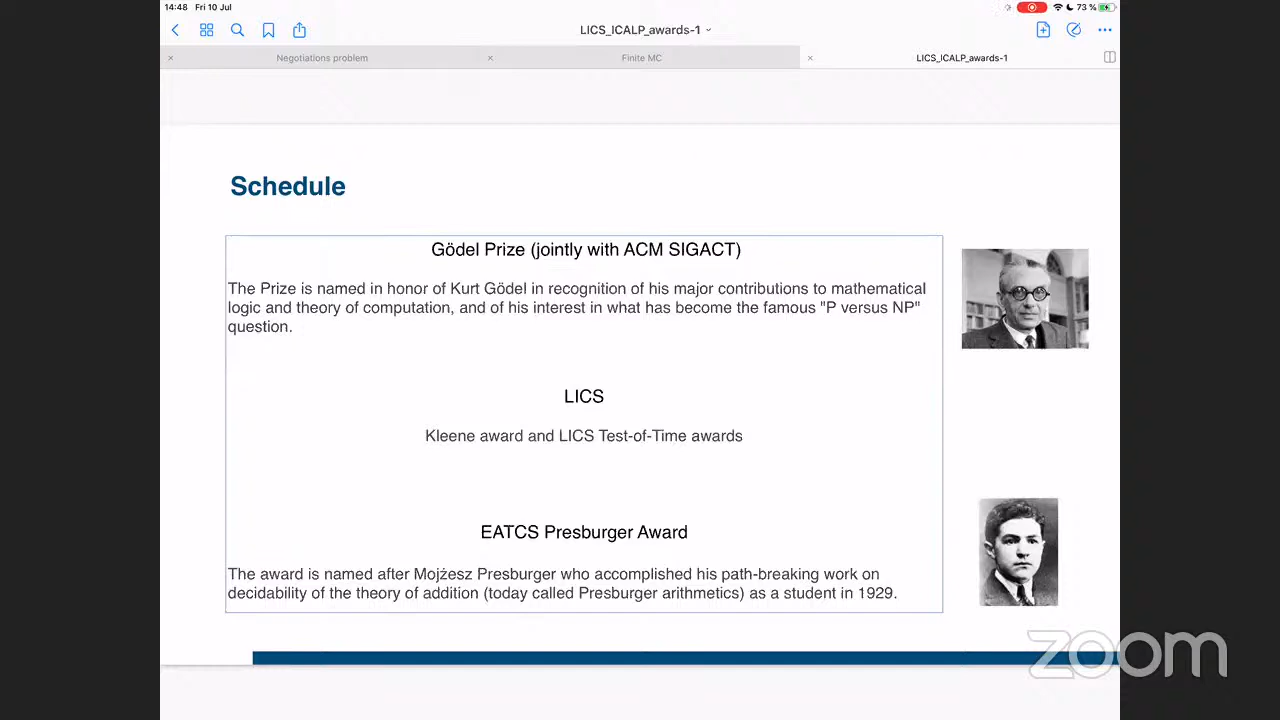 14:48 Fri 10 Jul
73 %
LICS_ICALP_awards-1
Negotiations problem
Finite MC
LICS_ICALP_awards-1
Schedule
Gödel Prize (jointly with ACM SIGACT)
The Prize is named in honor of Kurt Gödel in recognition of his major contributions to mathematical
logic and theory of computation, and of his interest in what has become the famous "P versus NP"
question.
LICS
Kleene award and LICS Test-of-Time awards
EATCS Presburger Award
The award is named after Mojżesz Presburger who accomplished his path-breaking work on
decidability of the theory of addition (today called Presburger arithmetics) as a student in 1929.
zoom